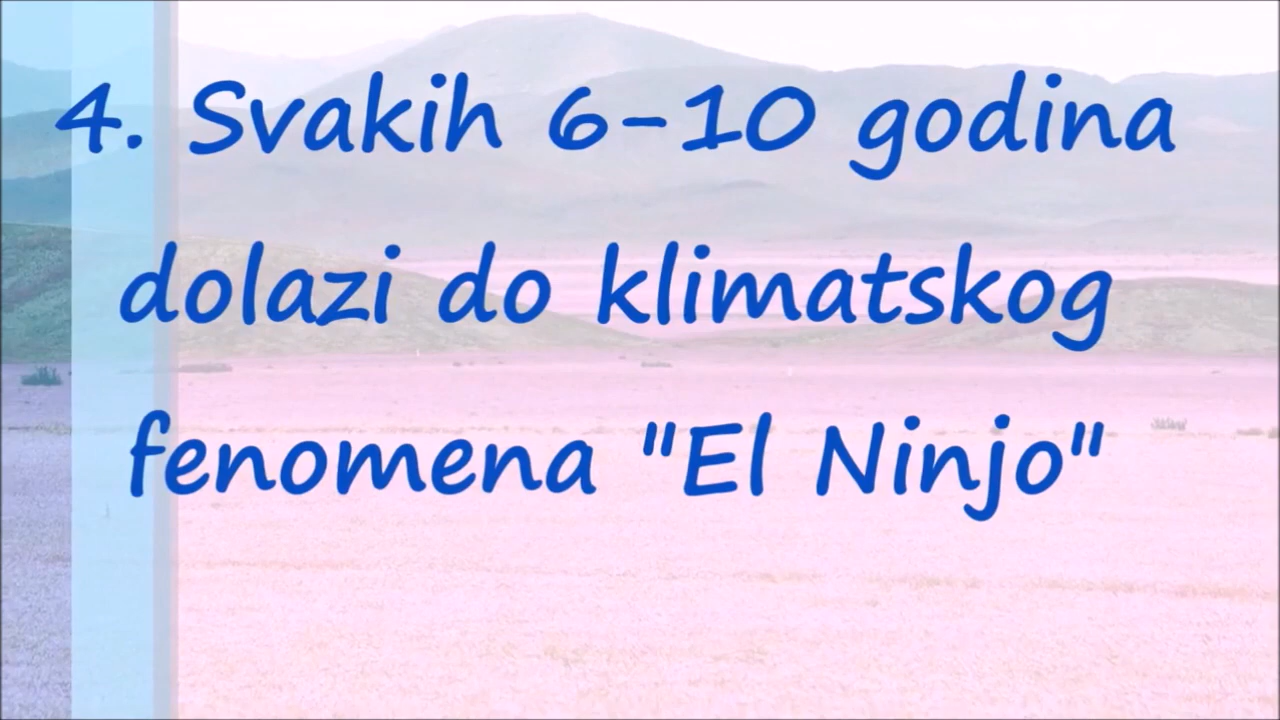 4. Svakih 6-10 godina
dolazi do klimatskog
fenomena "El Ninjo"